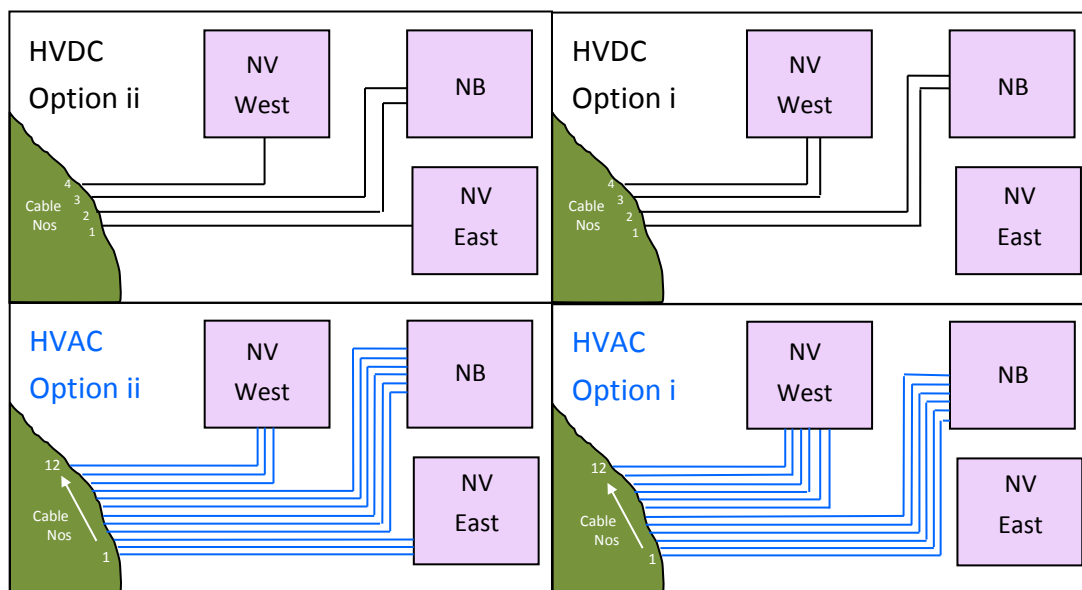 HVDC
Option ii
NV
West
NB
NV
East
4
3
2
1
Cable
Nos
HVDC
Option i
NV
West
NB
NV
East
4
3
2
1
Cable
Nos
HVAC
Option ii
NV
West
NB
NV
East
12
Cable
Nos
1
HVAC
Option i
NV
West
NB
NV
East
12
Cable
Nos
1